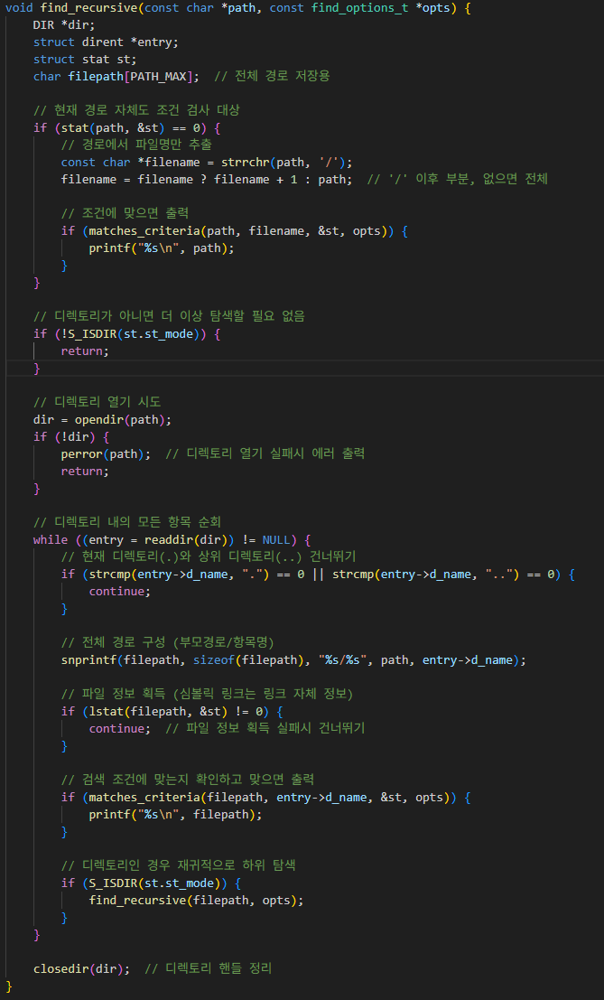 void find_recursive(const char *path, const find_options_t *opts) {
    DIR *dir;
    struct dirent *entry;
    struct stat st;
    char filepath[PATH_MAX];  // 전체 경로 저장용

    // 현재 경로 자체도 조건 검사 대상
    if (stat(path, &st) == 0) {
        // 경로에서 파일명만 추출
        const char *filename = strrchr(path, '/');
        filename = filename ? filename + 1 : path;  // '/' 이후 부분, 없으면 전체

        // 조건에 맞으면 출력
        if (matches_criteria(path, filename, &st, opts)) {
            printf("%s\n", path);
        }
    }

    // 디렉토리가 아니면 더 이상 탐색할 필요 없음
    if (!S_ISDIR(st.st_mode)) {
        return;
    }

    // 디렉토리 열기 시도
    dir = opendir(path);
    if (!dir) {
        perror(path);  // 디렉토리 열기 실패시 에러 출력
        return;
    }

    // 디렉토리 내의 모든 항목 순회
    while ((entry = readdir(dir)) != NULL) {
        // 현재 디렉토리(.)와 상위 디렉토리(..) 건너뛰기
        if (strcmp(entry->d_name, ".") == 0 || strcmp(entry->d_name, "..") == 0) {
            continue;
        }

        // 전체 경로 구성 (부모경로/항목명)
        snprintf(filepath, sizeof(filepath), "%s/%s", path, entry->d_name);

        // 파일 정보 획득 (심볼릭 링크는 링크 자체 정보)
        if (lstat(filepath, &st) != 0) {
            continue;  // 파일 정보 획득 실패시 건너뛰기
        }

        // 검색 조건에 맞는지 확인하고 맞으면 출력
        if (matches_criteria(filepath, entry->d_name, &st, opts)) {
            printf("%s\n", filepath);
        }

        // 디렉토리인 경우 재귀적으로 하위 탐색
        if (S_ISDIR(st.st_mode)) {
            find_recursive(filepath, opts);
        }
    }

    closedir(dir);  // 디렉토리 핸들 정리
}